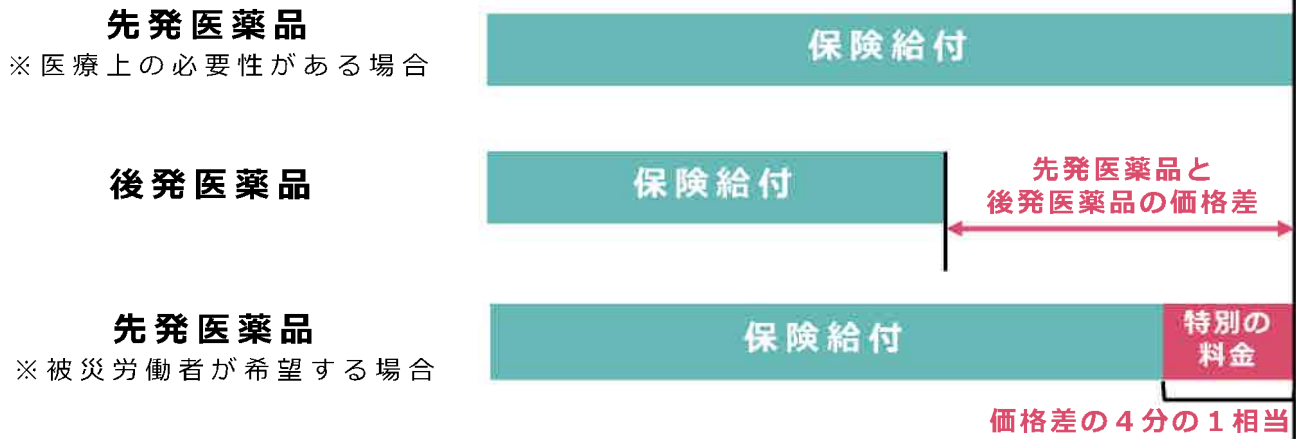 先発医薬品
※医療上の必要性がある場合
保険給付
後発医薬品
保険給付
先発医薬品と
後発医薬品の価格差
先発医薬品
※被災労働者が希望する場合
保険給付
特別の
料金
価格差の４分の１相当